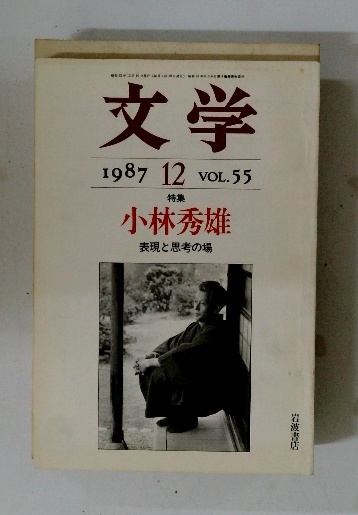 文学
1987 12 VOL.55
特集
小林秀雄
表現と思考の場
岩波書店